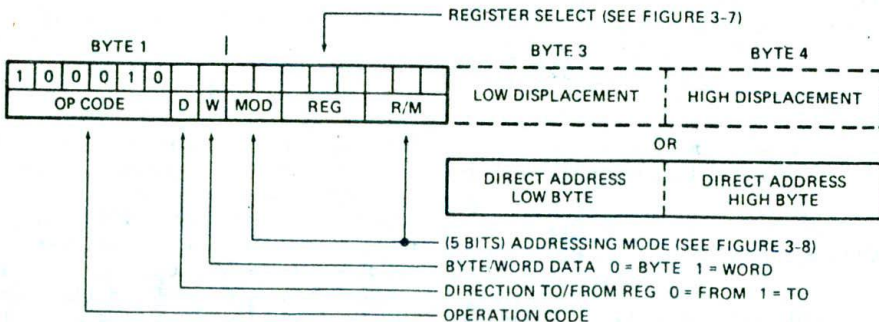 REGISTER SELECT (SEE FIGURE 3-7)
BYTE 1
BYTE 3
BYTE 4
1 0 0 0 1 0
OP CODE D W MOD REG R/M
LOW DISPLACEMENT
HIGH DISPLACEMENT
OR
DIRECT ADDRESS
LOW BYTE
DIRECT ADDRESS
HIGH BYTE
(5 BITS) ADDRESSING MODE (SEE FIGURE 3-8)
BYTE/WORD DATA 0 = BYTE 1 = WORD
DIRECTION TO/FROM REG 0 = FROM 1 = TO
OPERATION CODE